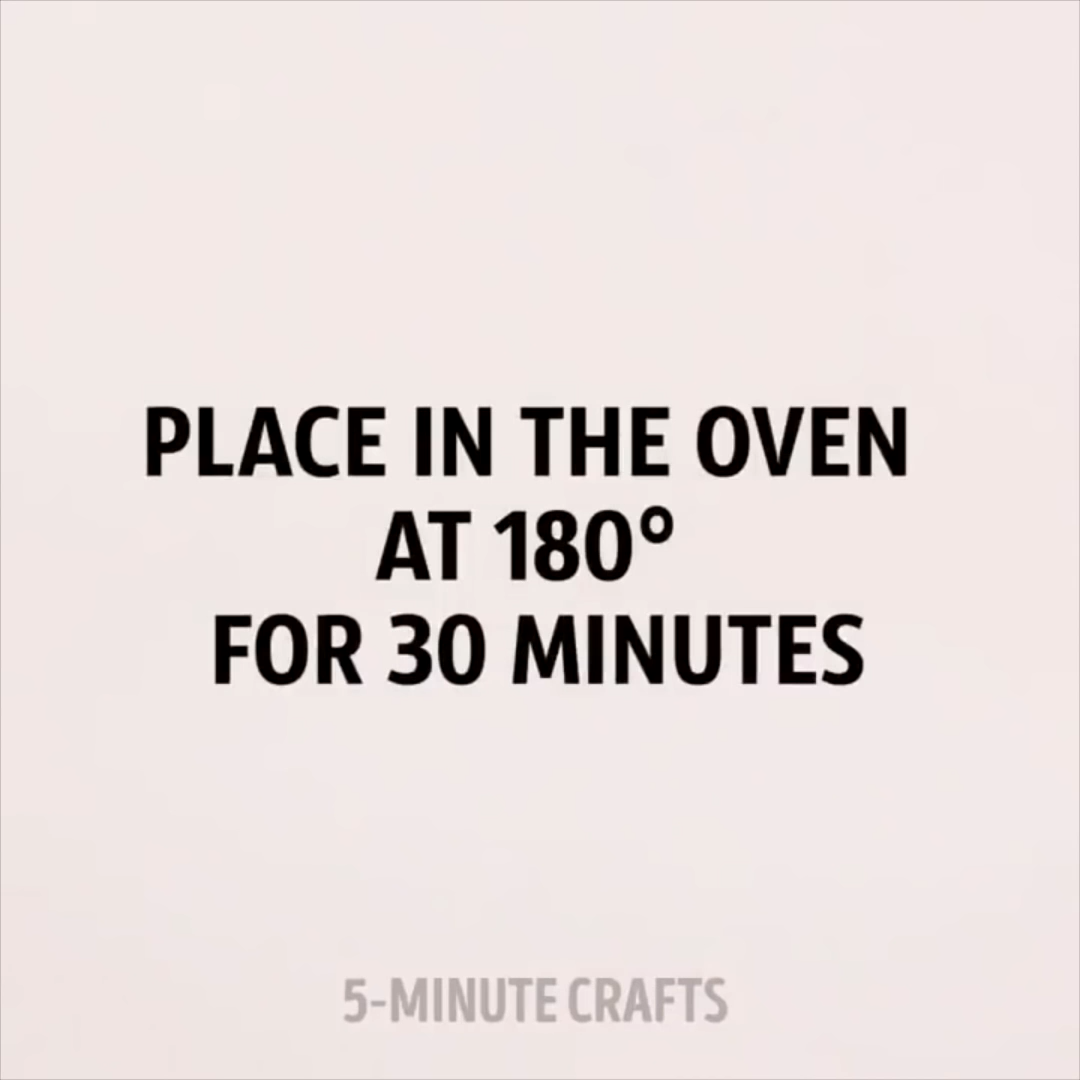 PLACE IN THE OVEN
AT 180°
FOR 30 MINUTES
5-MINUTE CRAFTS